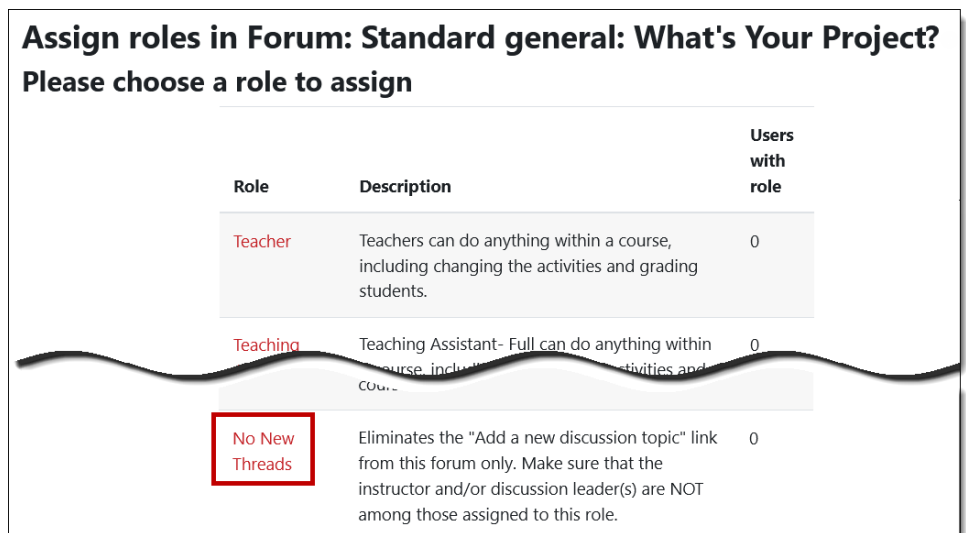 Assign roles in Forum: Standard general: What's Your Project?
Please choose a role to assign
Users
with
Role Description role
Teacher Teachers can do anything within a course, 0
including changing the activities and grading
students.
Teaching Teaching Assistant- Full can do anything within 0
No New Eliminates the "Add a new discussion topic" link 0
Threads from this forum only. Make sure that the
instructor and/or discussion leader(s) are NOT
among those assigned to this role.